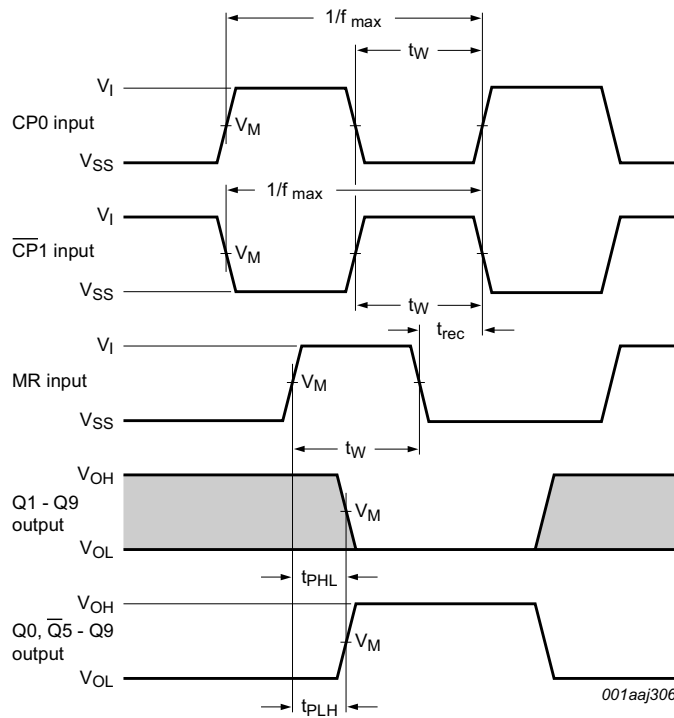 1/f max
tW
VI
CP0 input
VM
VSS
1/f max
VI
CP1 input
VM
VSS
tW
trec
VI
MR input
VM
VSS
tW
VOH
Q1 - Q9
output
VM
VOL
tPHL
VOH
Q0, Q5 - Q9
output
VM
VOL
001aaj306
tPLH